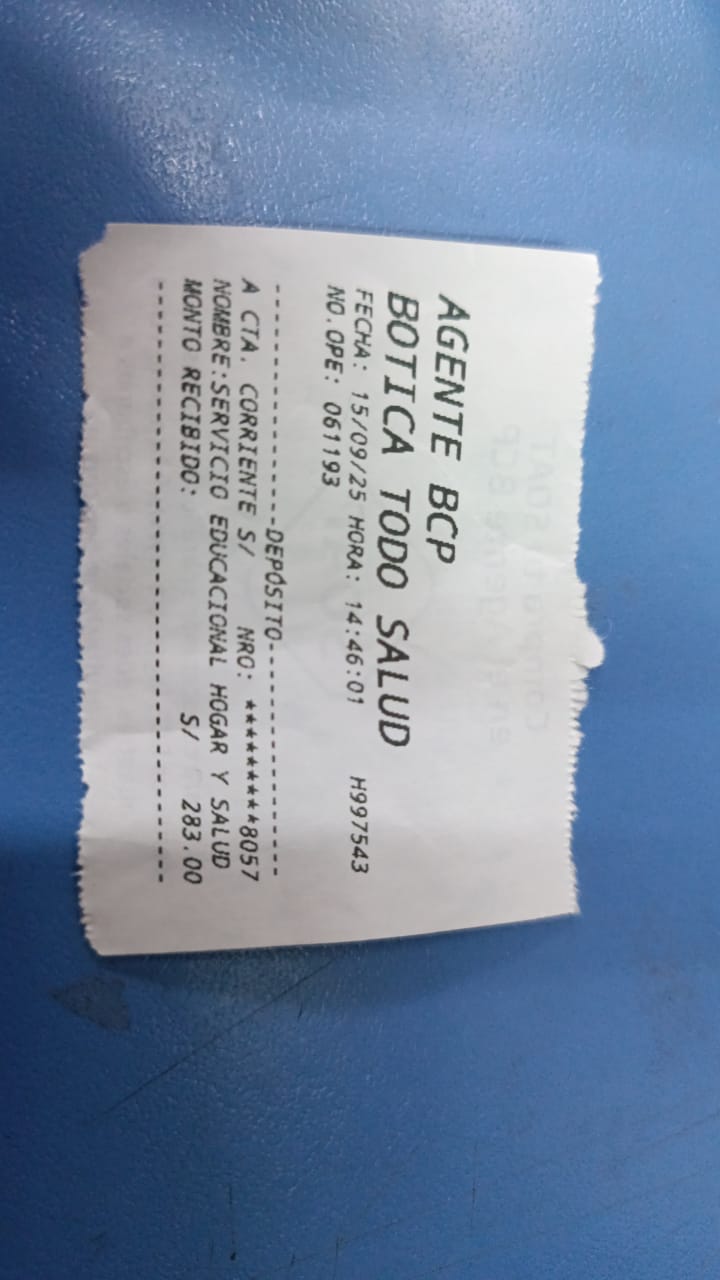 AGENTE BCP
BOTICA TODO SALUD
FECHA: 15/09/25 HORA: 14:46:01 H997543
NO.OPE: 061193
--------------------DEPÓSITO--------------------
A CTA. CORRIENTE S/ NRO: *********8057
NOMBRE:SERVICIO EDUCACIONAL HOGAR Y SALUD
MONTO RECIBIDO: S/ 283.00
------------------------------------------------